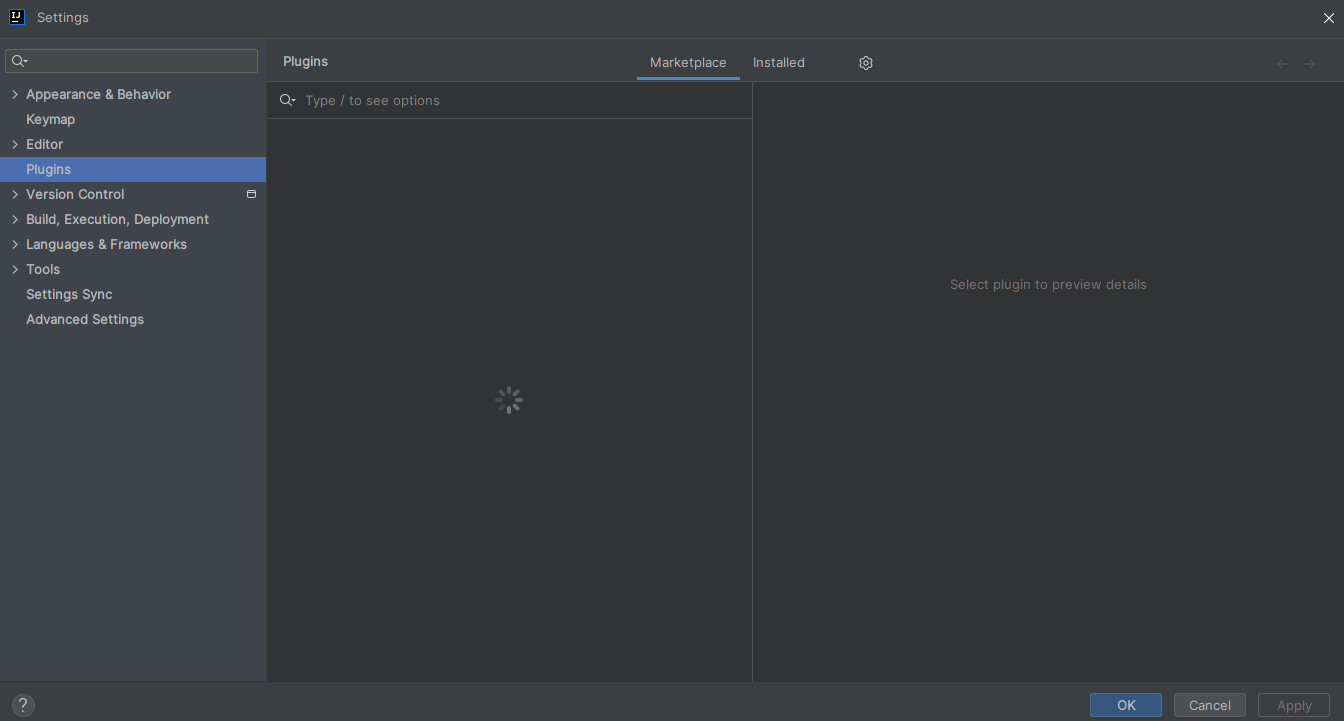 IJ
Settings
Plugins
Marketplace
Installed
Type / to see options
Appearance & Behavior
Keymap
Editor
Plugins
Version Control
Build, Execution, Deployment
Languages & Frameworks
Tools
Settings Sync
Advanced Settings
Select plugin to preview details
?
OK
Cancel
Apply